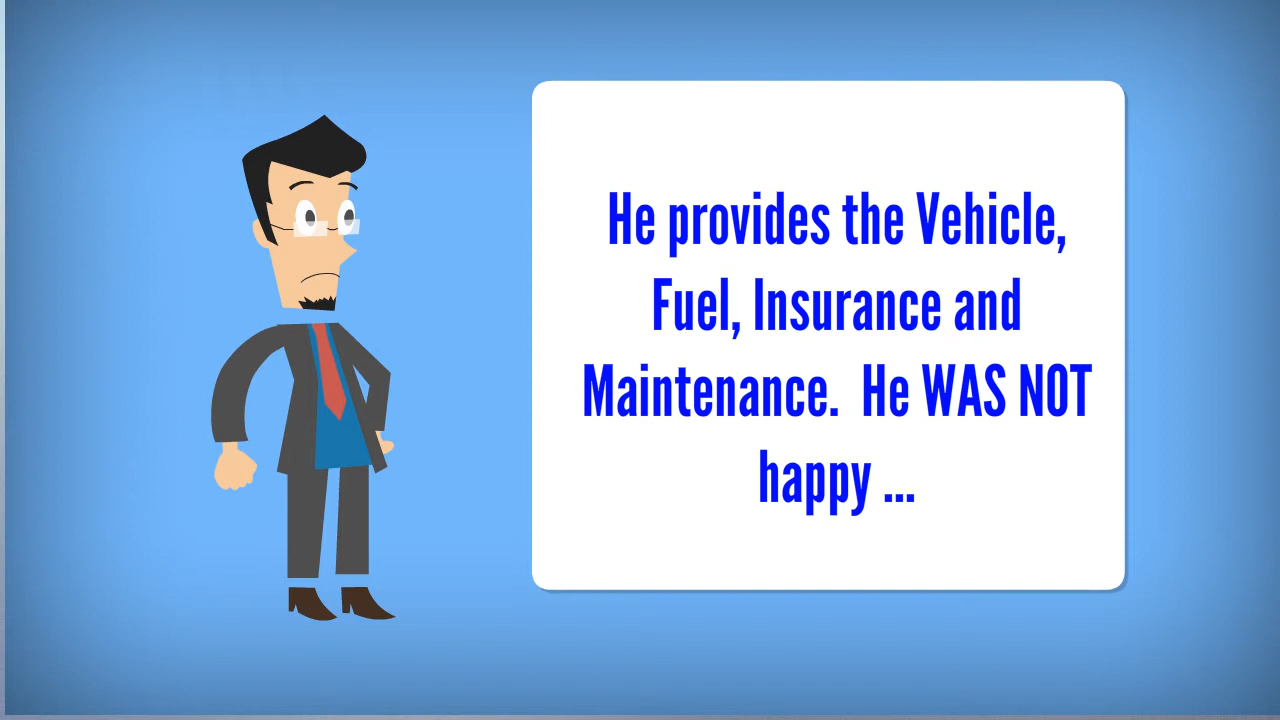 He provides the Vehicle,
Fuel, Insurance and
Maintenance.  He WAS NOT
happy ...